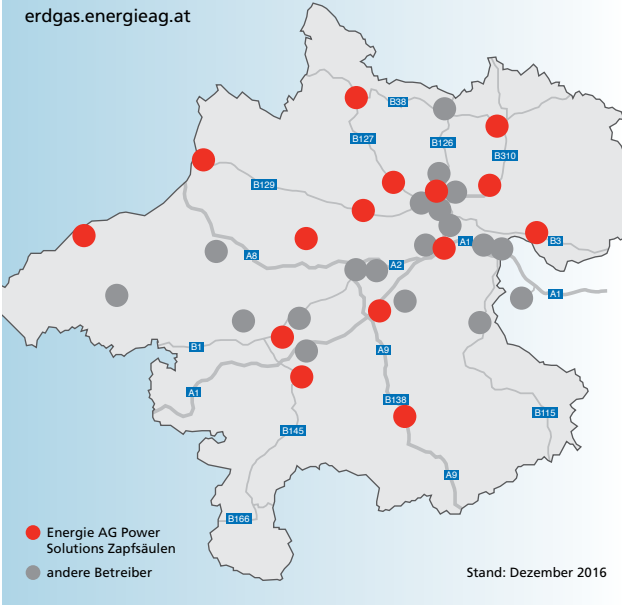 erdgas.energieag.at
B38
B127
B126
B310
B129
A1
B3
A8
A2
A1
B1
A9
A1
B138
B115
B145
A9
B166
Energie AG Power
Solutions Zapfsäulen
andere Betreiber
Stand: Dezember 2016